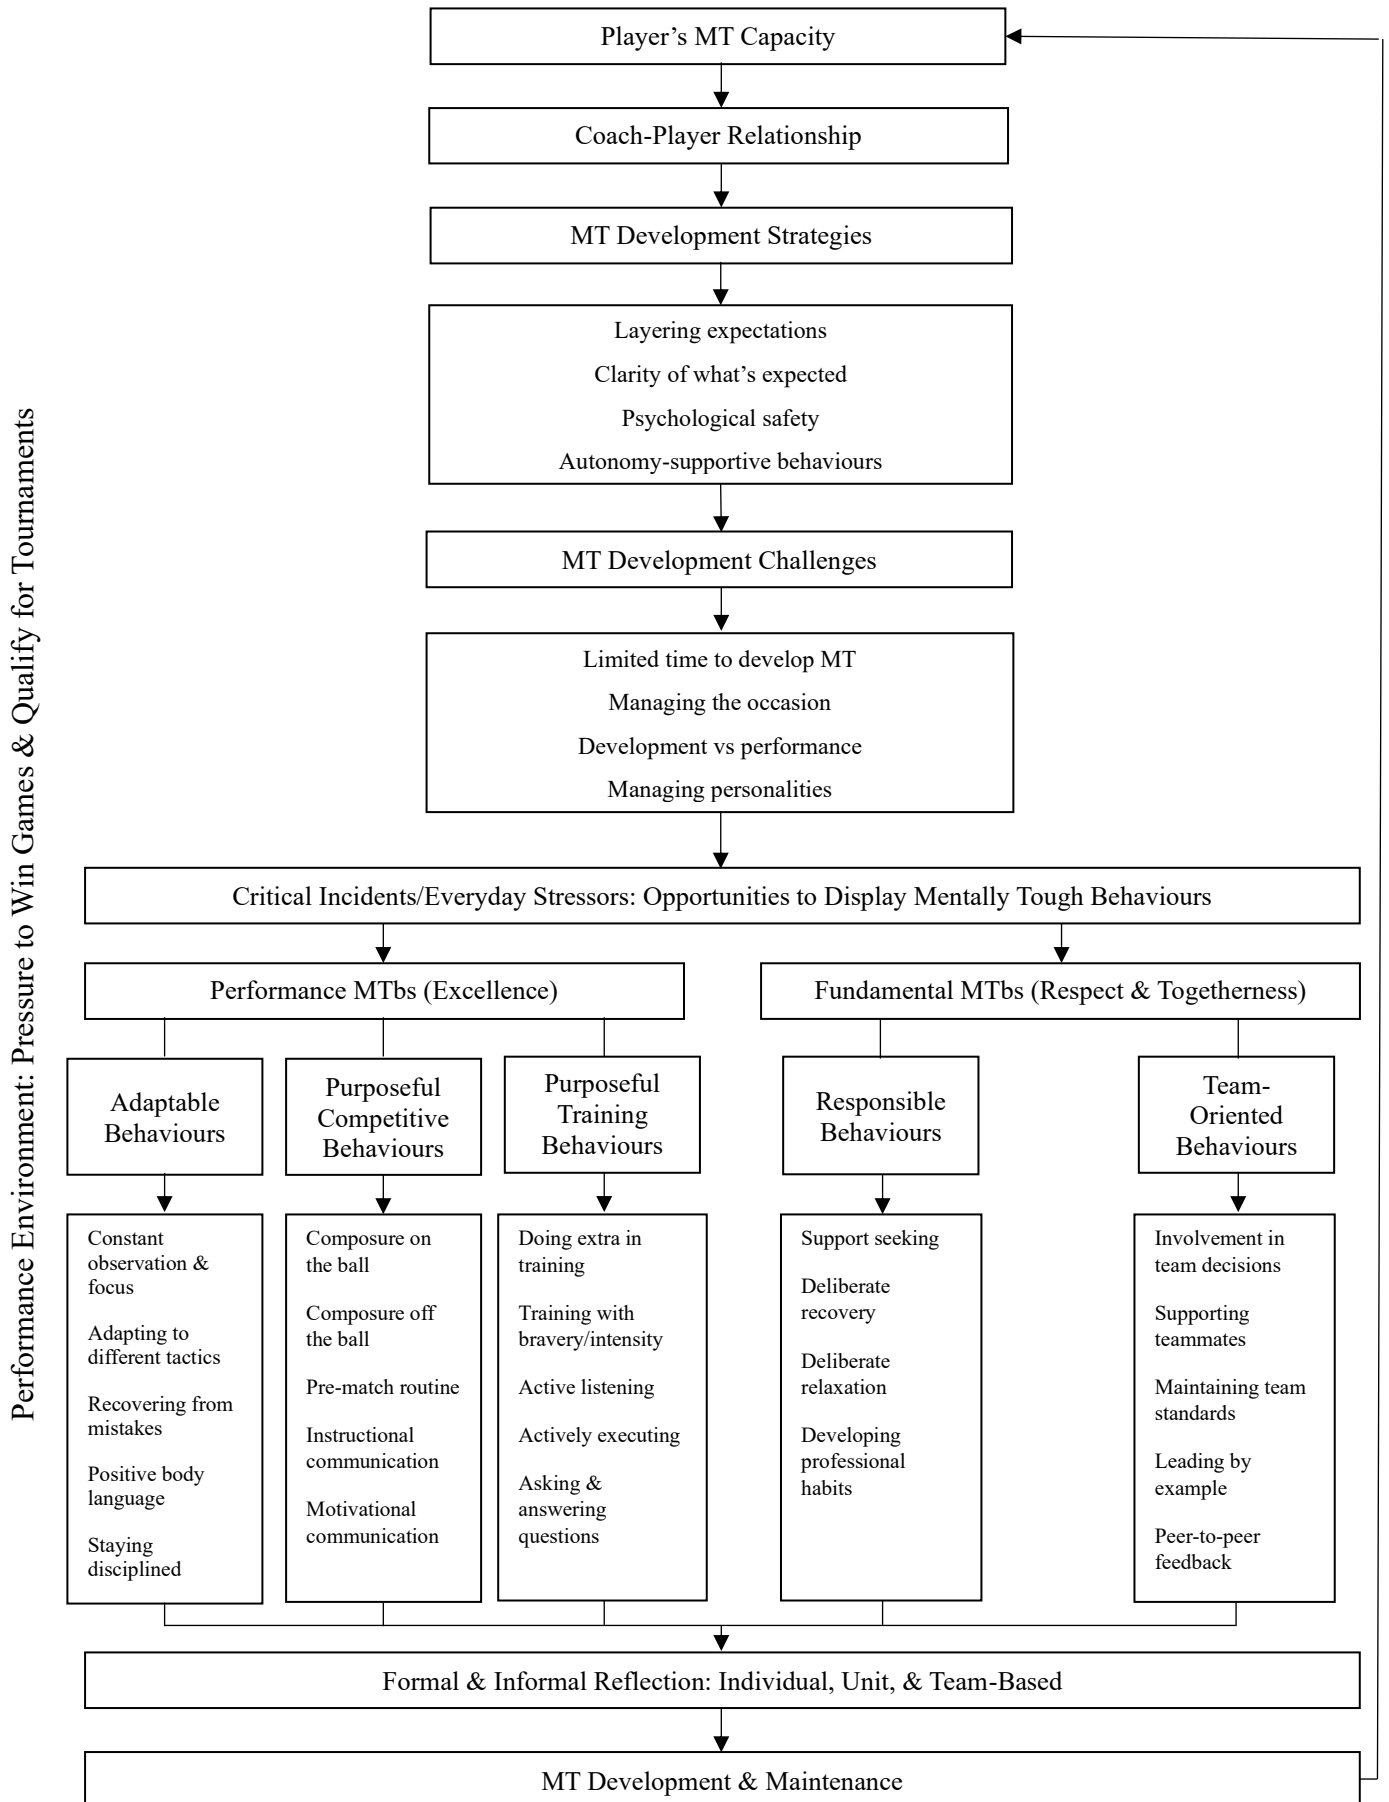 Performance Environment: Pressure to Win Games & Qualify for Tournaments
Player’s MT Capacity
Coach-Player Relationship
MT Development Strategies
Layering expectations
Clarity of what’s expected
Psychological safety
Autonomy-supportive behaviours
MT Development Challenges
Limited time to develop MT
Managing the occasion
Development vs performance
Managing personalities
Critical Incidents/Everyday Stressors: Opportunities to Display Mentally Tough Behaviours
Performance MTbs (Excellence)
Fundamental MTbs (Respect & Togetherness)
Adaptable
Behaviours
Purposeful
Competitive
Behaviours
Purposeful
Training
Behaviours
Responsible
Behaviours
Team-
Oriented
Behaviours
Constant
observation &
focus
Adapting to
different tactics
Recovering from
mistakes
Positive body
language
Staying
disciplined
Composure on
the ball
Composure off
the ball
Pre-match routine
Instructional
communication
Motivational
communication
Doing extra in
training
Training with
bravery/intensity
Active listening
Actively executing
Asking &
answering
questions
Support seeking
Deliberate
recovery
Deliberate
relaxation
Developing
professional
habits
Involvement in
team decisions
Supporting
teammates
Maintaining team
standards
Leading by
example
Peer-to-peer
feedback
Formal & Informal Reflection: Individual, Unit, & Team-Based
MT Development & Maintenance